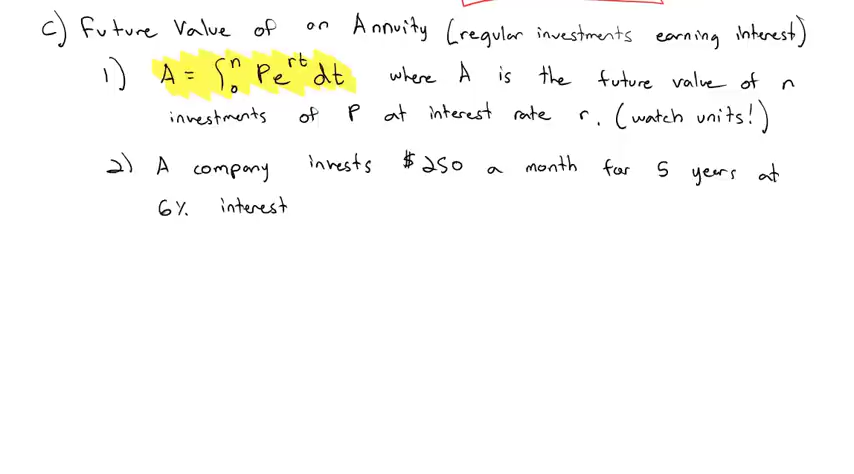 C) Future Value of an Annuity (regular investments earning interest)
1) A = ∫₀ⁿ Pe^{rt} dt where A is the future value of n
investments of P at interest rate r. (watch units!)
2) A company invests $250 a month for 5 years at
6% interest